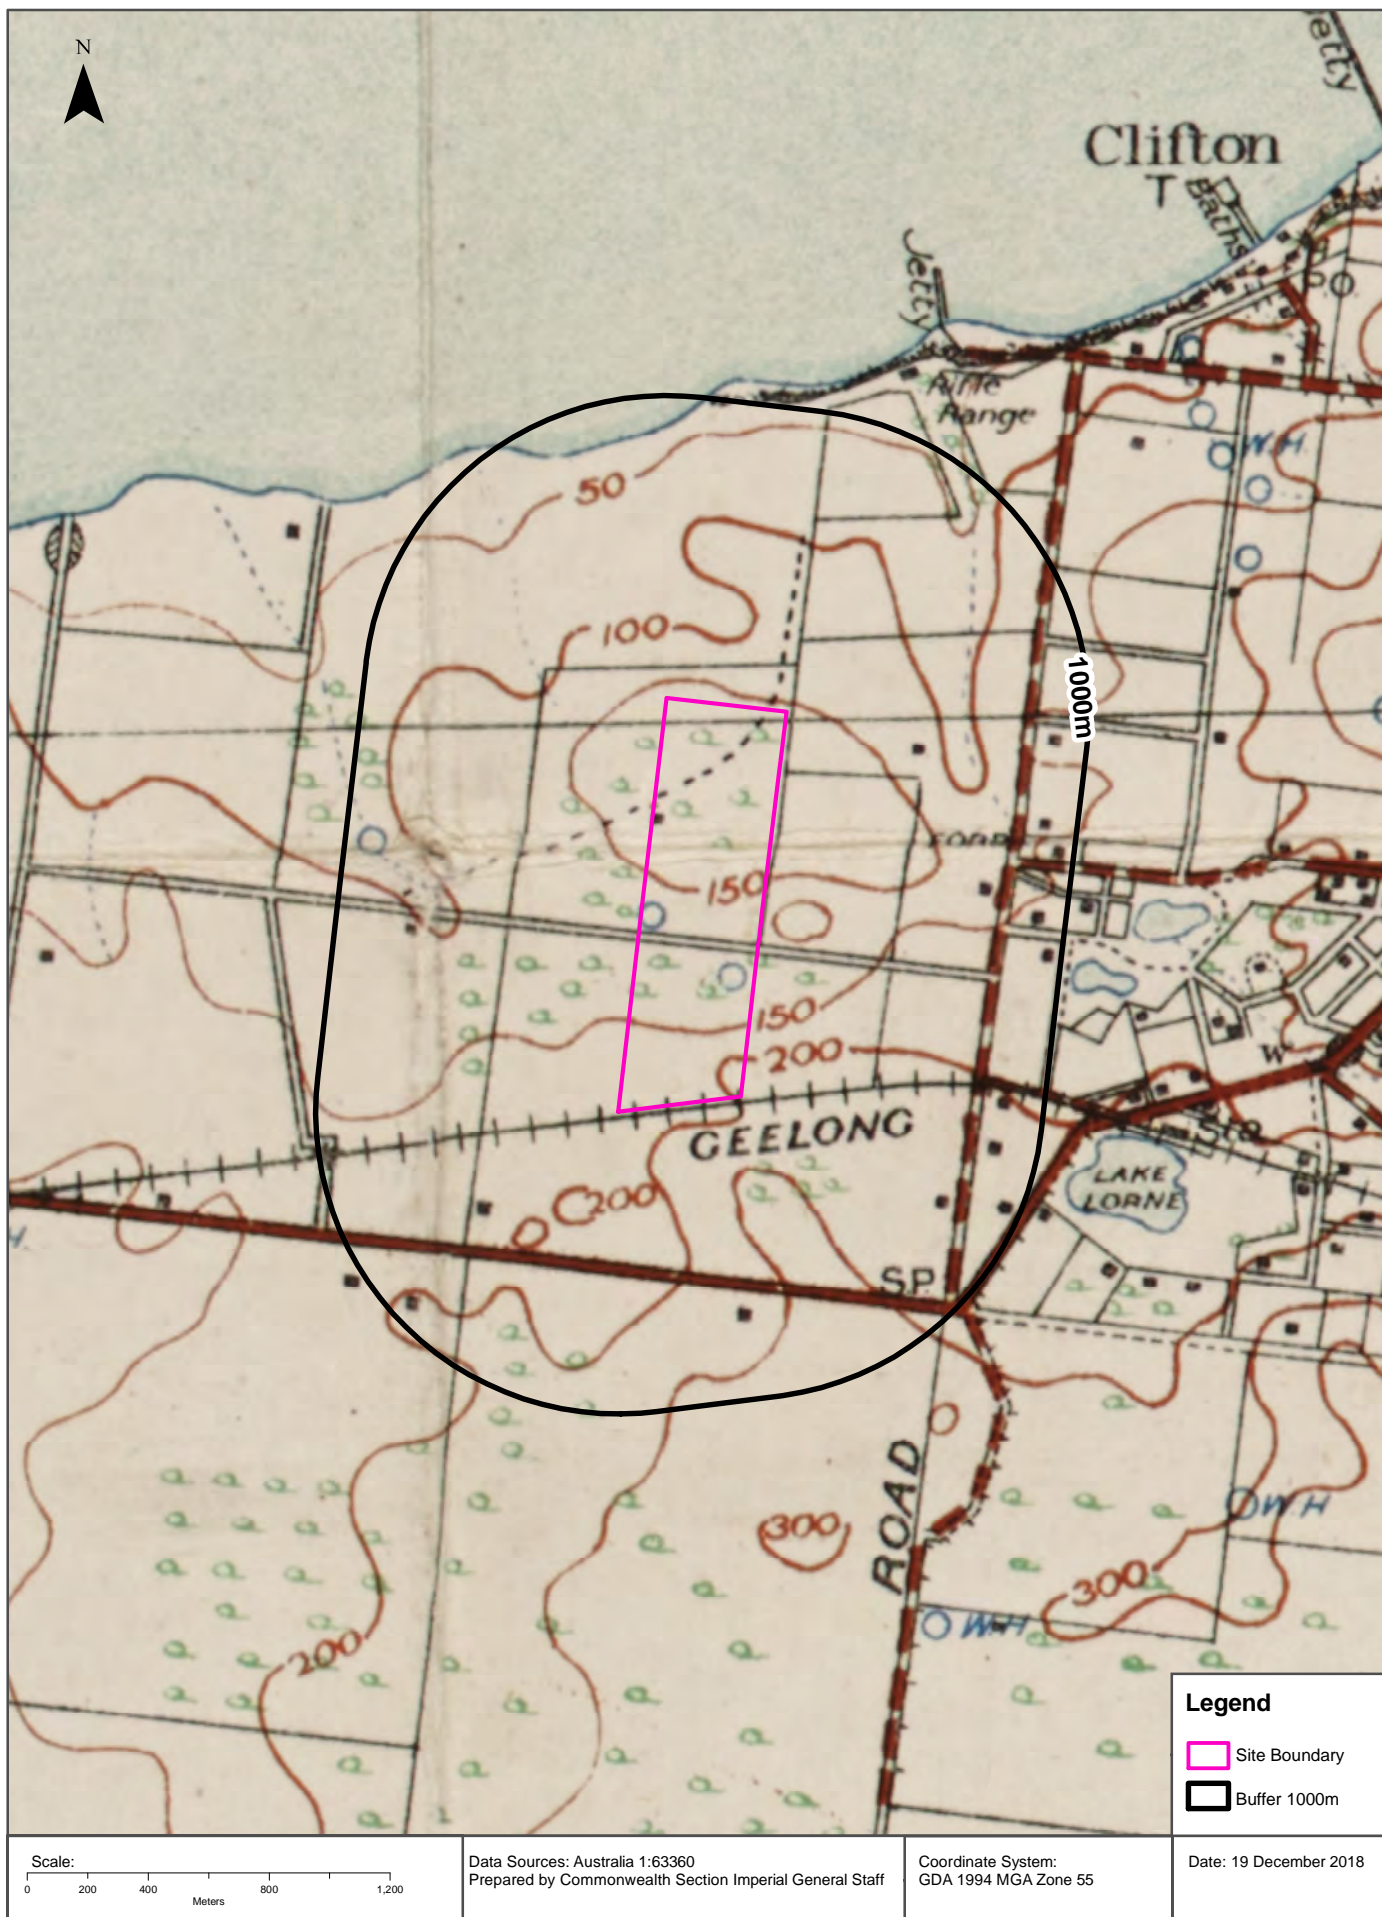 N
Jetty
Clifton
T
Baths
Jetty
P O
Rifle
Range
W.H.
50
100
1000m
FORD
150
150
200
W
GEELONG
Sta
LAKE
LORNE
200
SP
ROAD
300
W.H
300
W.H
200
Legend
Site Boundary
Buffer 1000m
Scale:
0 200 400 800 1,200
Meters
Data Sources: Australia 1:63360
Prepared by Commonwealth Section Imperial General Staff
Coordinate System:
GDA 1994 MGA Zone 55
Date: 19 December 2018